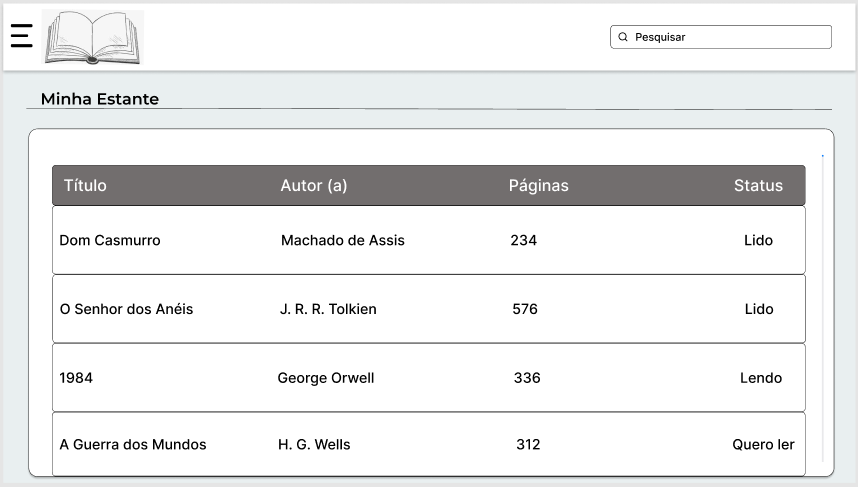 Pesquisar
Minha Estante
Título Autor (a) Páginas Status
Dom Casmurro Machado de Assis 234 Lido
O Senhor dos Anéis J. R. R. Tolkien 576 Lido
1984 George Orwell 336 Lendo
A Guerra dos Mundos H. G. Wells 312 Quero ler